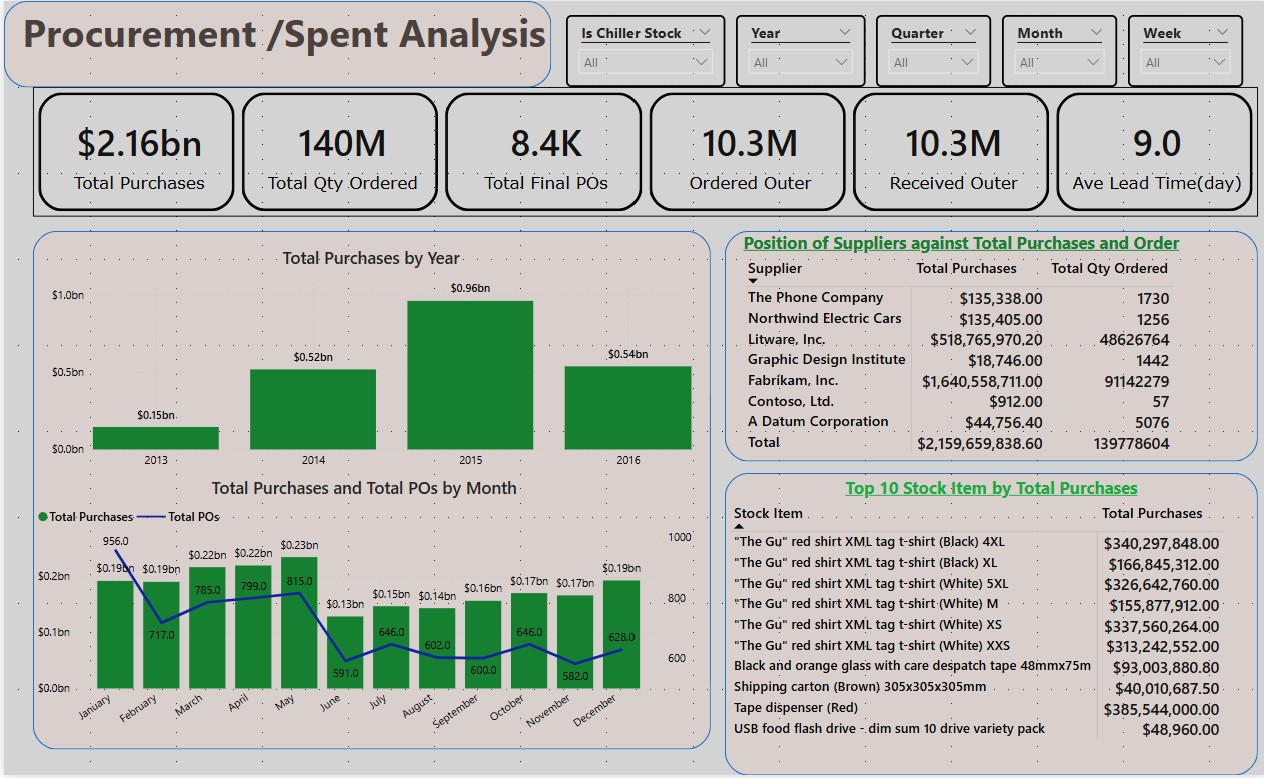 Procurement /Spent Analysis
Is Chiller Stock
All
Year
All
Quarter
All
Month
All
Week
All
$2.16bn
Total Purchases
140M
Total Qty Ordered
8.4K
Total Final POs
10.3M
Ordered Outer
10.3M
Received Outer
9.0
Ave Lead Time(day)
Total Purchases by Year
$1.0bn
$0.5bn
$0.0bn
$0.15bn
$0.52bn
$0.96bn
$0.54bn
2013 2014 2015 2016
Total Purchases and Total POs by Month
Total Purchases Total POs
$0.2bn
$0.1bn
$0.0bn
1000
800
600
$0.19bn $0.19bn $0.22bn $0.22bn $0.23bn $0.13bn $0.15bn $0.14bn $0.16bn $0.17bn $0.17bn $0.19bn
956.0 717.0 785.0 799.0 815.0 591.0 646.0 602.0 600.0 646.0 582.0 628.0
January February March April May June July August September October November December
Position of Suppliers against Total Purchases and Order
Supplier Total Purchases Total Qty Ordered
The Phone Company $135,338.00 1730
Northwind Electric Cars $135,405.00 1256
Litware, Inc. $518,765,970.20 48626764
Graphic Design Institute $18,746.00 1442
Fabrikam, Inc. $1,640,558,711.00 91142279
Contoso, Ltd. $912.00 57
A Datum Corporation $44,756.40 5076
Total $2,159,659,838.60 139778604
Top 10 Stock Item by Total Purchases
Stock Item Total Purchases
"The Gu" red shirt XML tag t-shirt (Black) 4XL $340,297,848.00
"The Gu" red shirt XML tag t-shirt (Black) XL $166,845,312.00
"The Gu" red shirt XML tag t-shirt (White) 5XL $326,642,760.00
"The Gu" red shirt XML tag t-shirt (White) M $155,877,912.00
"The Gu" red shirt XML tag t-shirt (White) XS $337,560,264.00
"The Gu" red shirt XML tag t-shirt (White) XXS $313,242,552.00
Black and orange glass with care despatch tape 48mmx75m $93,003,880.80
Shipping carton (Brown) 305x305x305mm $40,010,687.50
Tape dispenser (Red) $385,544,000.00
USB food flash drive - dim sum 10 drive variety pack $48,960.00